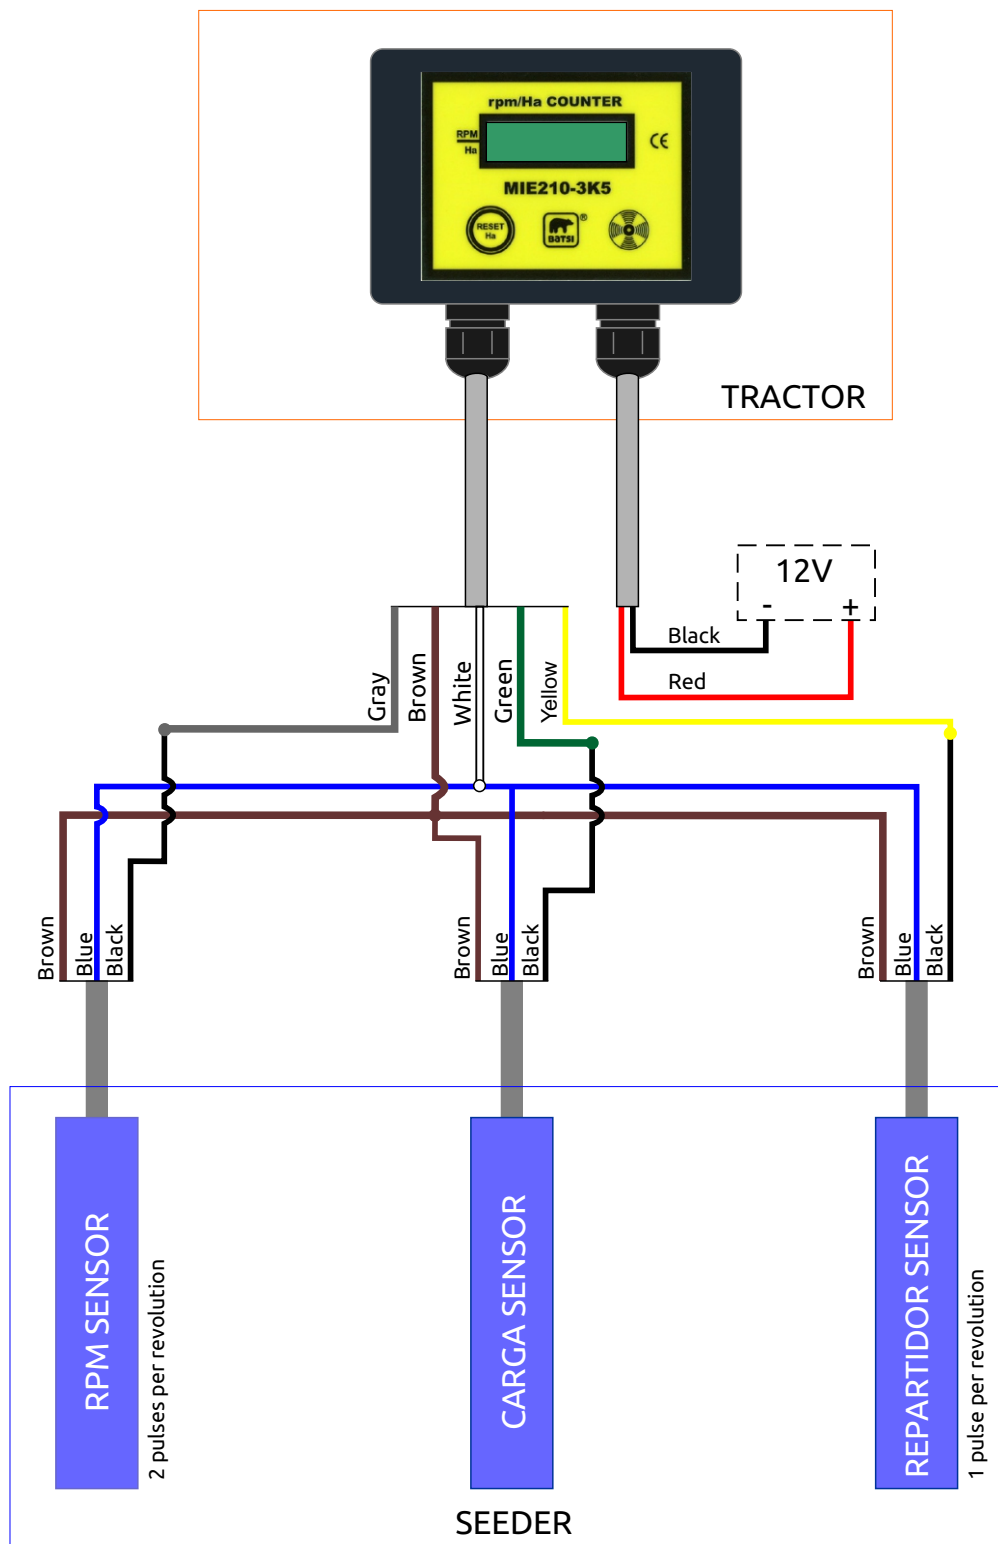 rpm/Ha COUNTER
RPM
Ha
CE
MIE210-3K5
RESET
Ha
BATSI
®
TRACTOR
12V
- +
Black
Red
Gray
Brown
White
Green
Yellow
Brown
Blue
Black
Brown
Blue
Black
Brown
Blue
Black
RPM SENSOR
2 pulses per revolution
CARGA SENSOR
REPARTIDOR SENSOR
1 pulse per revolution
SEEDER